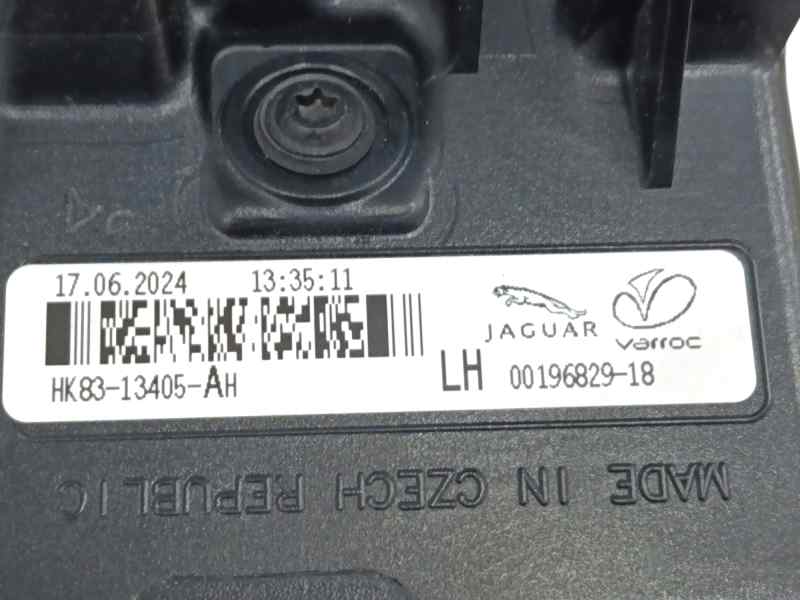 17.06.2024 13:35:11
JAGUAR varroc
HK83-13405-AH LH 00196829-18
MADE IN CZECH REPUBLIC